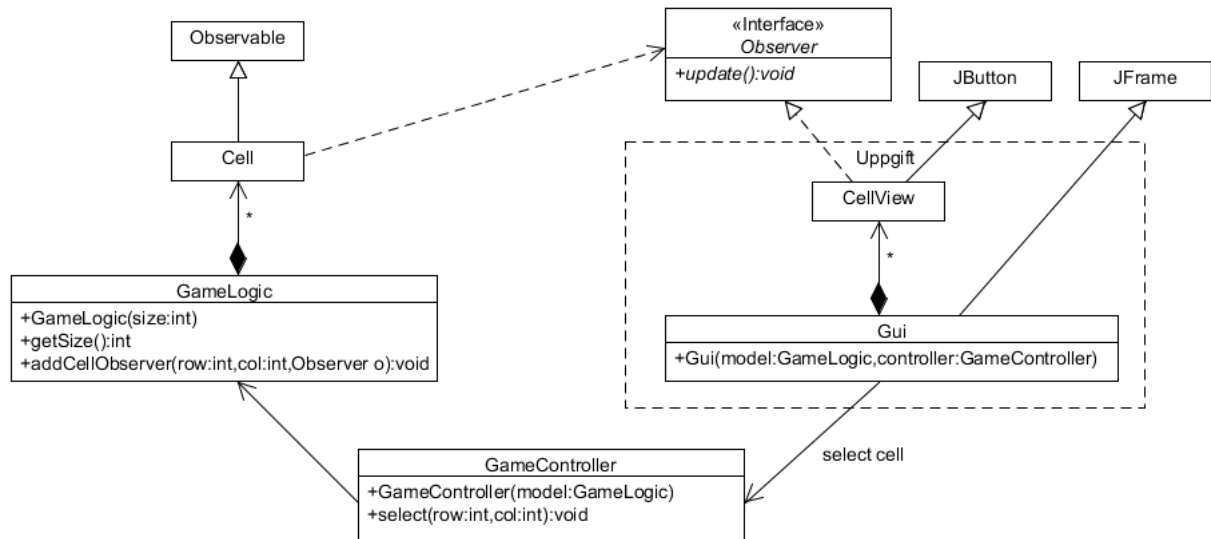 Observable
«Interface»
Observer
+update():void
JButton
JFrame
Cell
Uppgift
CellView
*
*
GameLogic
+GameLogic(size:int)
+getSize():int
+addCellObserver(row:int,col:int,Observer o):void
Gui
+Gui(model:GameLogic,controller:GameController)
select cell
GameController
+GameController(model:GameLogic)
+select(row:int,col:int):void